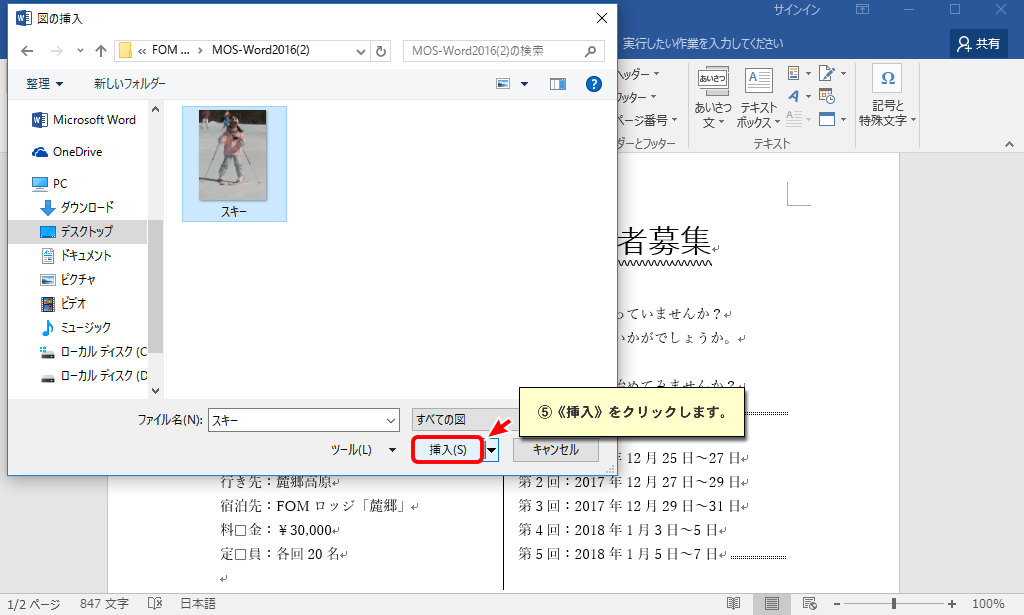 図の挿入
サインイン
« FOM ... › MOS-Word2016(2)
MOS-Word2016(2)の検索
実行したい作業を入力してください
共有
整理
新しいフォルダー
Microsoft Word
OneDrive
PC
ダウンロード
デスクトップ
ドキュメント
ピクチャ
ビデオ
ミュージック
ローカル ディスク (C
ローカル ディスク (D
スキー
ヘッダー
フッター
ページ番号
ダーとフッター
あいさつ
あいさつ文
テキストボックス
テキスト
記号と特殊文字
者募集
っていませんか？
いかがでしょうか。
始めてみませんか？
ファイル名(N):
スキー
すべての図
ツール(L)
挿入(S)
キャンセル
⑤《挿入》をクリックします。
12 月 25 日～27 日
行き先：麓郷高原
第 2 回：2017 年 12 月 27 日～29 日
宿泊先：FOM ロッジ「麓郷」
第 3 回：2017 年 12 月 29 日～31 日
料□金：￥30,000
第 4 回：2018 年 1 月 3 日～5 日
定□員：各回 20 名
第 5 回：2018 年 1 月 5 日～7 日
1/2 ページ
847 文字
日本語
100%